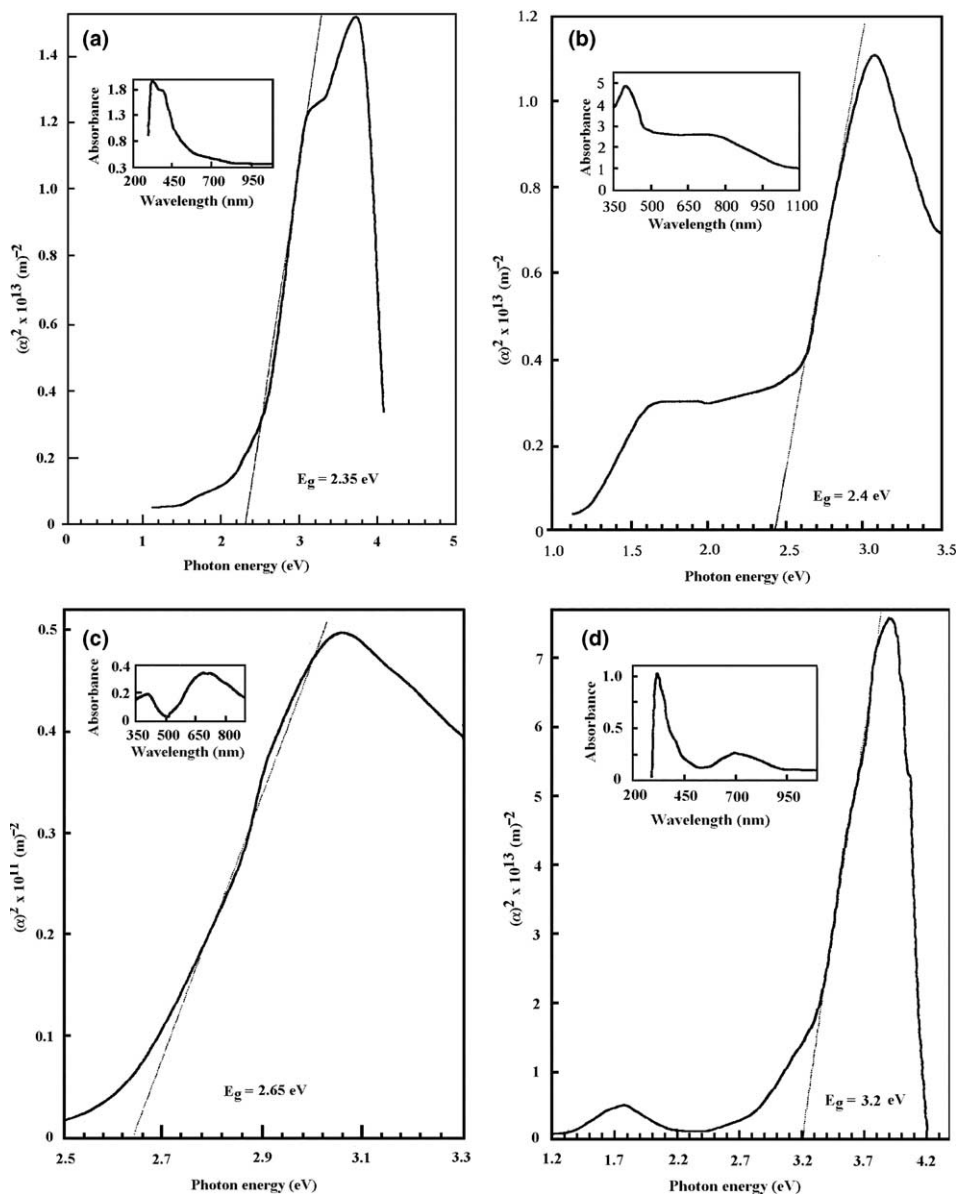 (a)
(α)² x 10¹³ (m)⁻²
1.4
1.2
1.0
0.8
0.6
0.4
0.2
0
0 1 2 3 4 5
Photon energy (eV)
E_g = 2.35 eV
Absorbance
1.8
1.3
0.8
0.3
200 450 700 950
Wavelength (nm)
(b)
(α)² x 10¹³ (m)⁻²
1.2
1.0
0.8
0.6
0.4
0.2
0
1.0 1.5 2.0 2.5 3.0 3.5
Photon energy (eV)
E_g = 2.4 eV
Absorbance
5
4
3
2
1
0
350 500 650 800 950 1100
Wavelength (nm)
(c)
(α)² x 10¹¹ (m)⁻²
0.5
0.4
0.3
0.2
0.1
0
2.5 2.7 2.9 3.1 3.3
Photon energy (eV)
E_g = 2.65 eV
Absorbance
0.4
0.2
0
350 500 650 800
Wavelength (nm)
(d)
(α)² x 10¹³ (m)⁻²
7
6
5
4
3
2
1
0
1.2 1.7 2.2 2.7 3.2 3.7 4.2
Photon energy (eV)
E_g = 3.2 eV
Absorbance
1.0
0.5
0
200 450 700 950
Wavelength (nm)